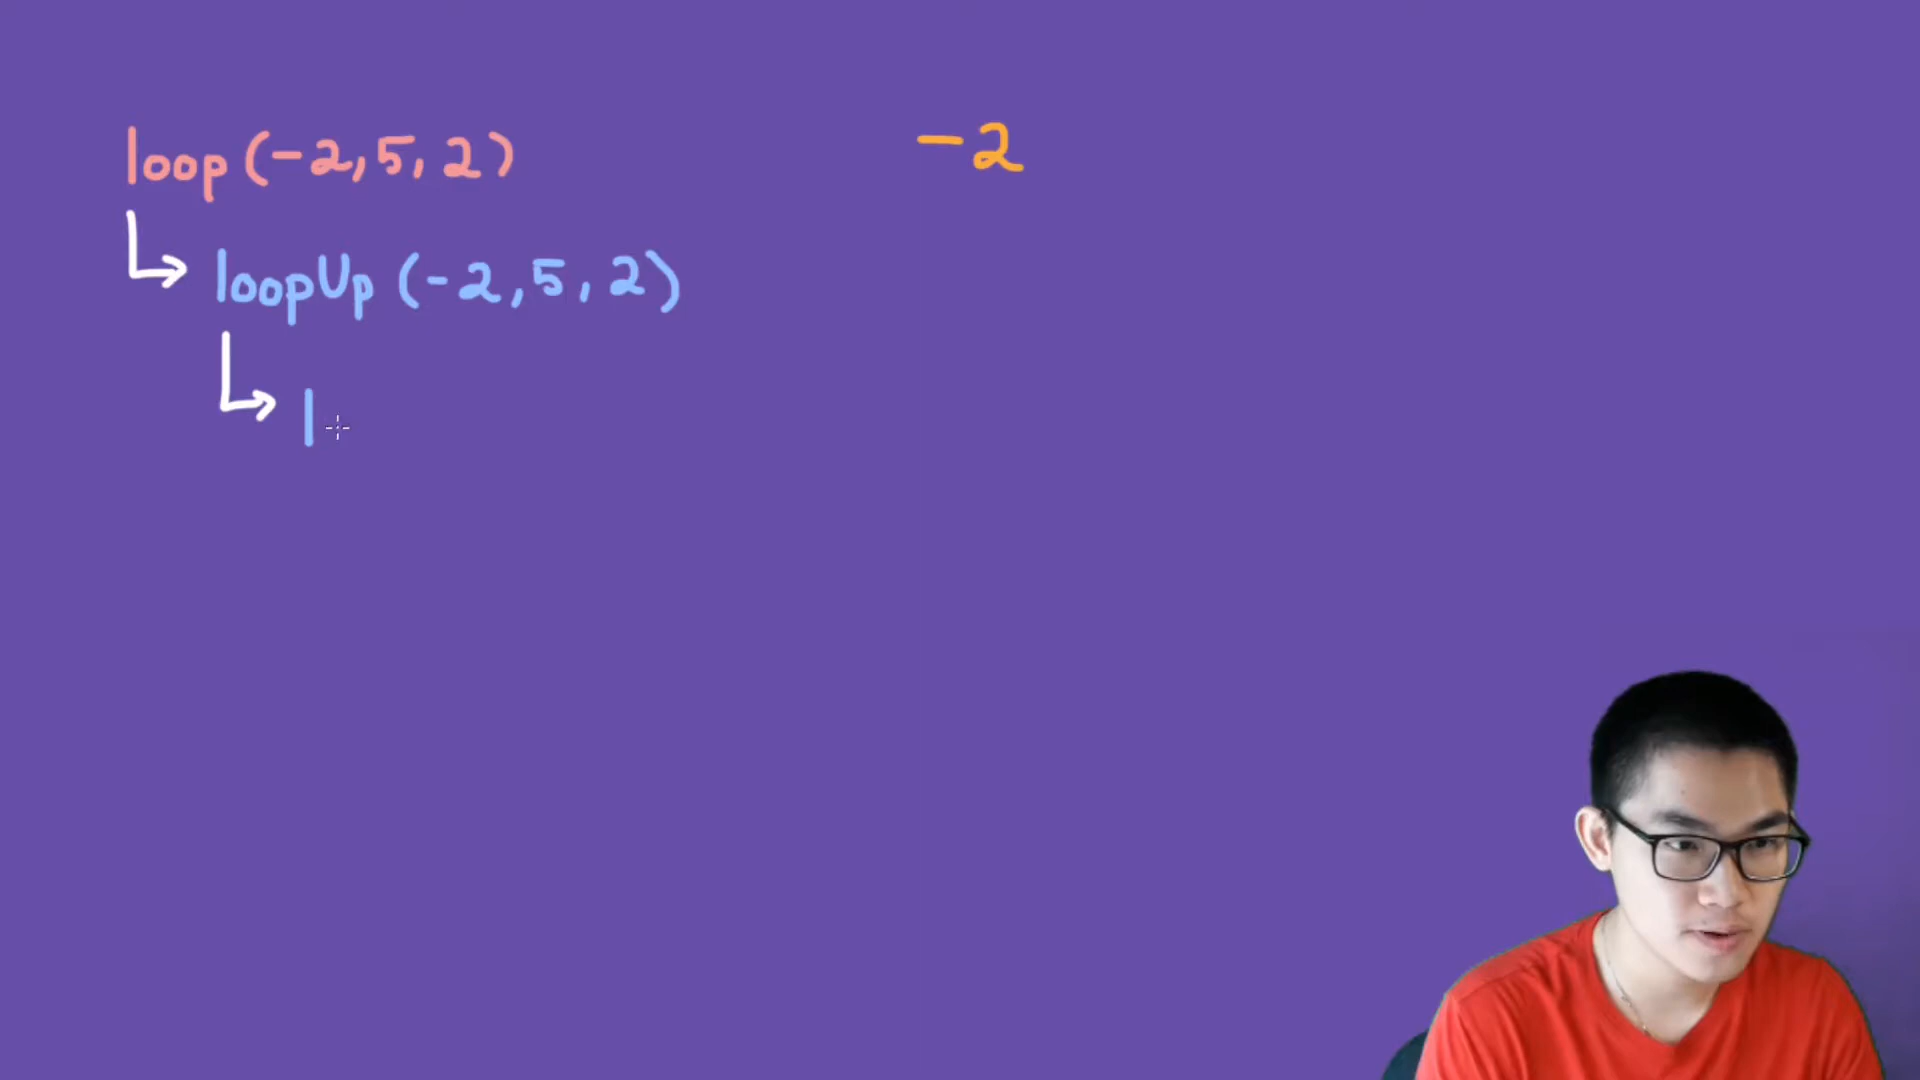 loop (-2, 5, 2) -2
loopUp (-2, 5, 2)
l